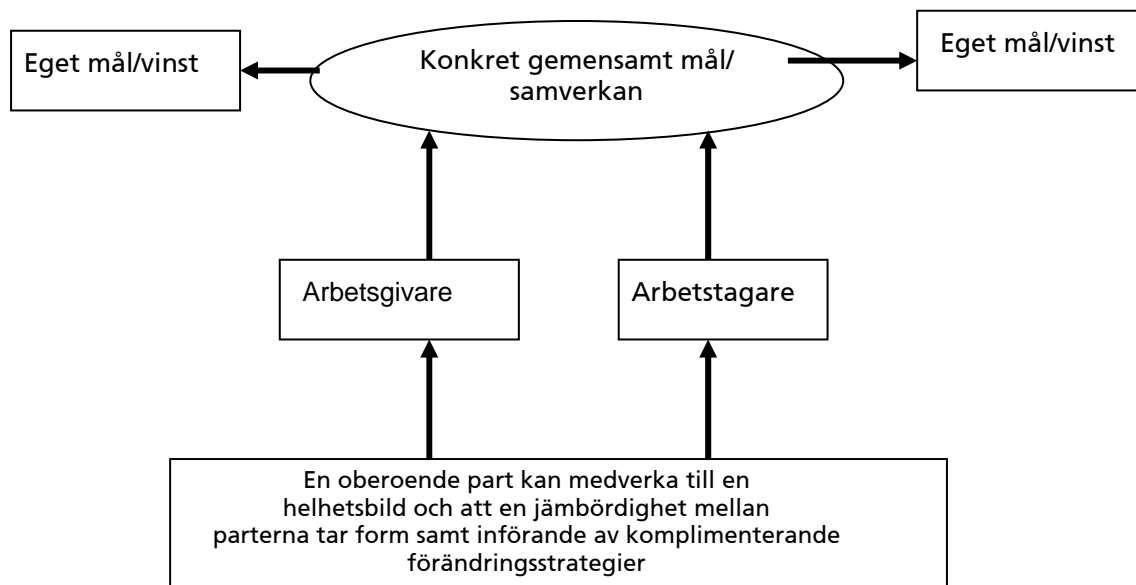 Eget mål/vinst
Konkret gemensamt mål/
samverkan
Eget mål/vinst
Arbetsgivare
Arbetstagare
En oberoende part kan medverka till en
helhetsbild och att en jämbördighet mellan
parterna tar form samt införande av komplimenterande
förändringsstrategier